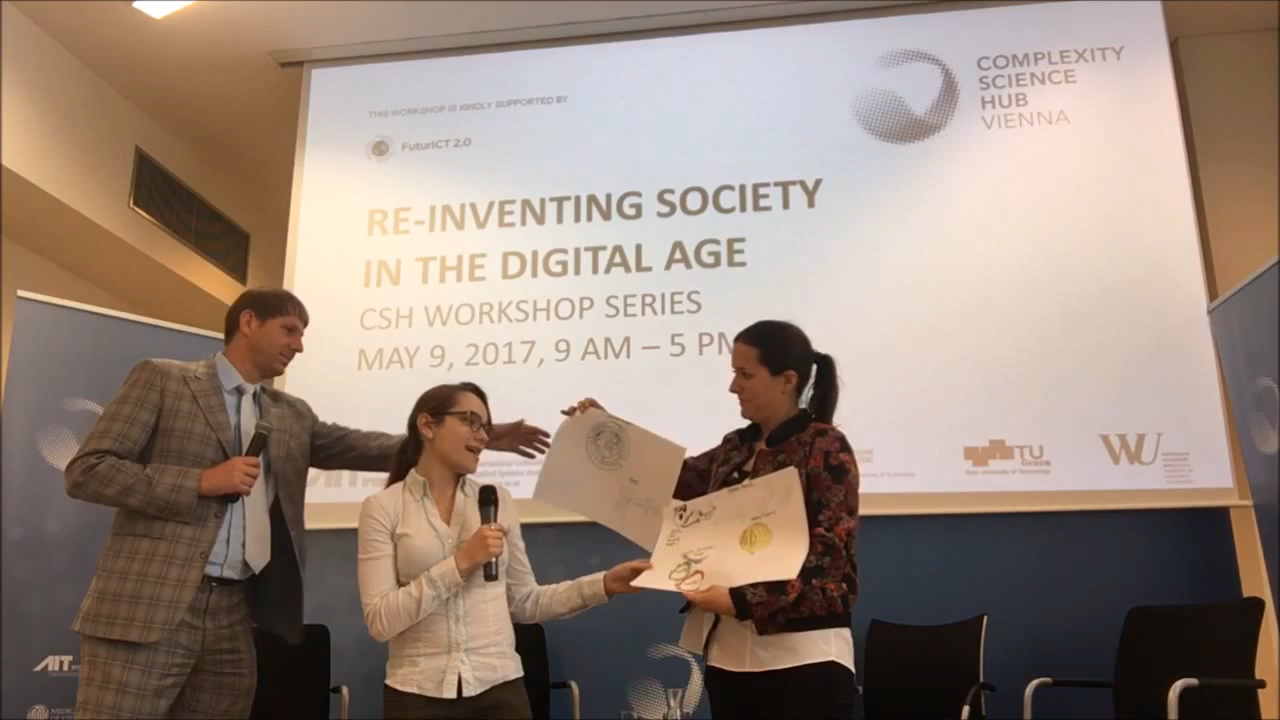 THIS WORKSHOP IS KINDLY SUPPORTED BY
FuturICT 2.0
COMPLEXITY
SCIENCE
HUB
VIENNA
RE-INVENTING SOCIETY
IN THE DIGITAL AGE
CSH WORKSHOP SERIES
MAY 9, 2017, 9 AM – 5 PM
TU
Graz
WU
AIT